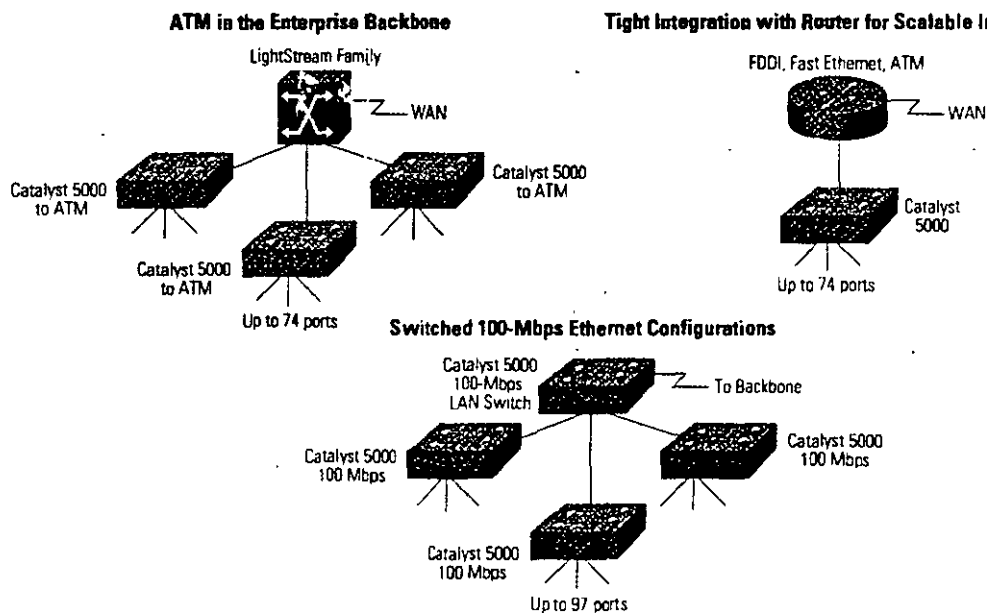 ATM in the Enterprise Backbone
LightStream Family
WAN
Catalyst 5000
to ATM
Catalyst 5000
to ATM
Catalyst 5000
to ATM
Up to 74 ports
Tight Integration with Router for Scalable
FDDI, Fast Ethernet, ATM
WAN
Catalyst
5000
Up to 74 ports
Switched 100-Mbps Ethernet Configurations
Catalyst 5000
100-Mbps
LAN Switch
To Backbone
Catalyst 5000
100 Mbps
Catalyst 5000
100 Mbps
Catalyst 5000
100 Mbps
Up to 97 ports